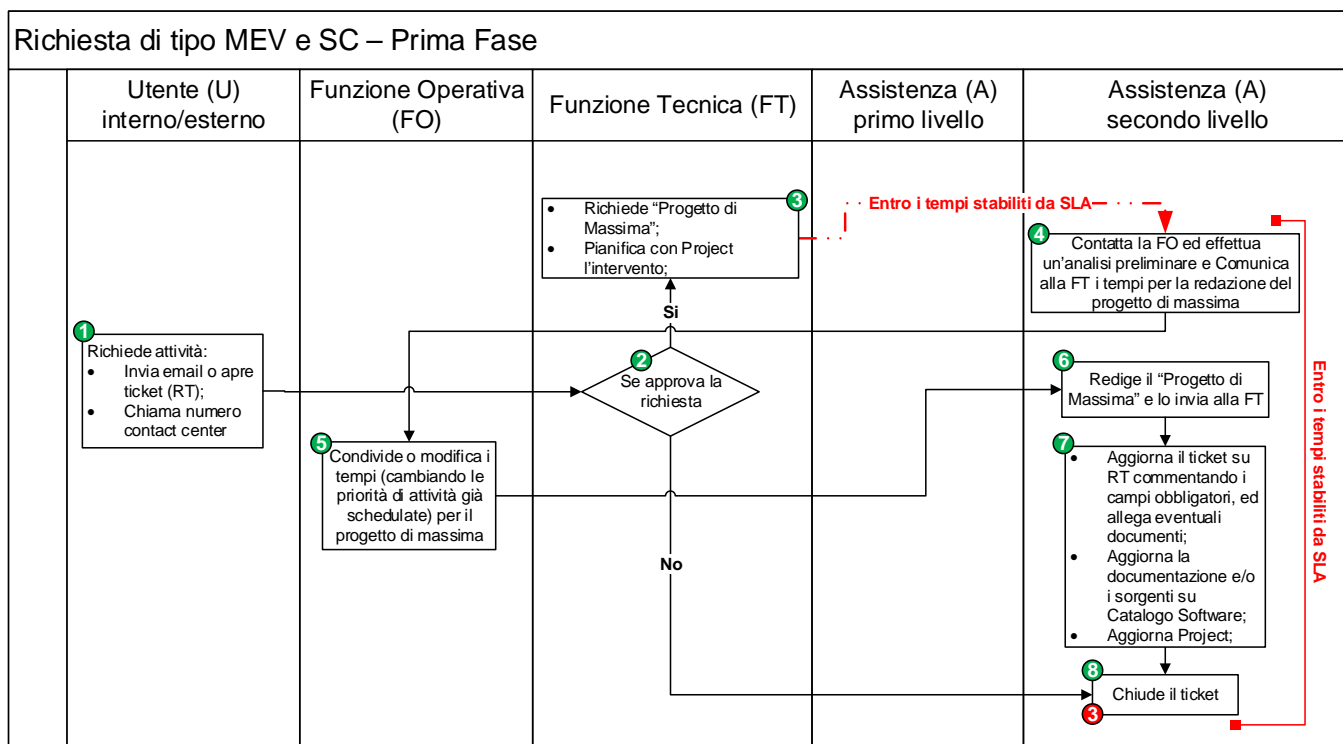 Richiesta di tipo MEV e SC – Prima Fase
Utente (U)
interno/esterno
Funzione Operativa
(FO)
Funzione Tecnica (FT)
Assistenza (A)
primo livello
Assistenza (A)
secondo livello
3
• Richiede “Progetto di
Massima”;
• Pianifica con Project
l’intervento;
Entro i tempi stabiliti da SLA
4
Contatta la FO ed effettua
un’analisi preliminare e Comunica
alla FT i tempi per la redazione del
progetto di massima
Si
1
Richiede attività:
• Invia email o apre
ticket (RT);
• Chiama numero
contact center
2
Se approva la
richiesta
6
Redige il “Progetto di
Massima” e lo invia alla FT
5
Condivide o modifica i
tempi (cambiando le
priorità di attività già
schedulate) per il
progetto di massima
7
• Aggiorna il ticket su
RT commentando i
campi obbligatori, ed
allega eventuali
documenti;
• Aggiorna la
documentazione e/o
i sorgenti su
Catalogo Software;
• Aggiorna Project;
Entro i tempi stabiliti da SLA
No
8
Chiude il ticket
3